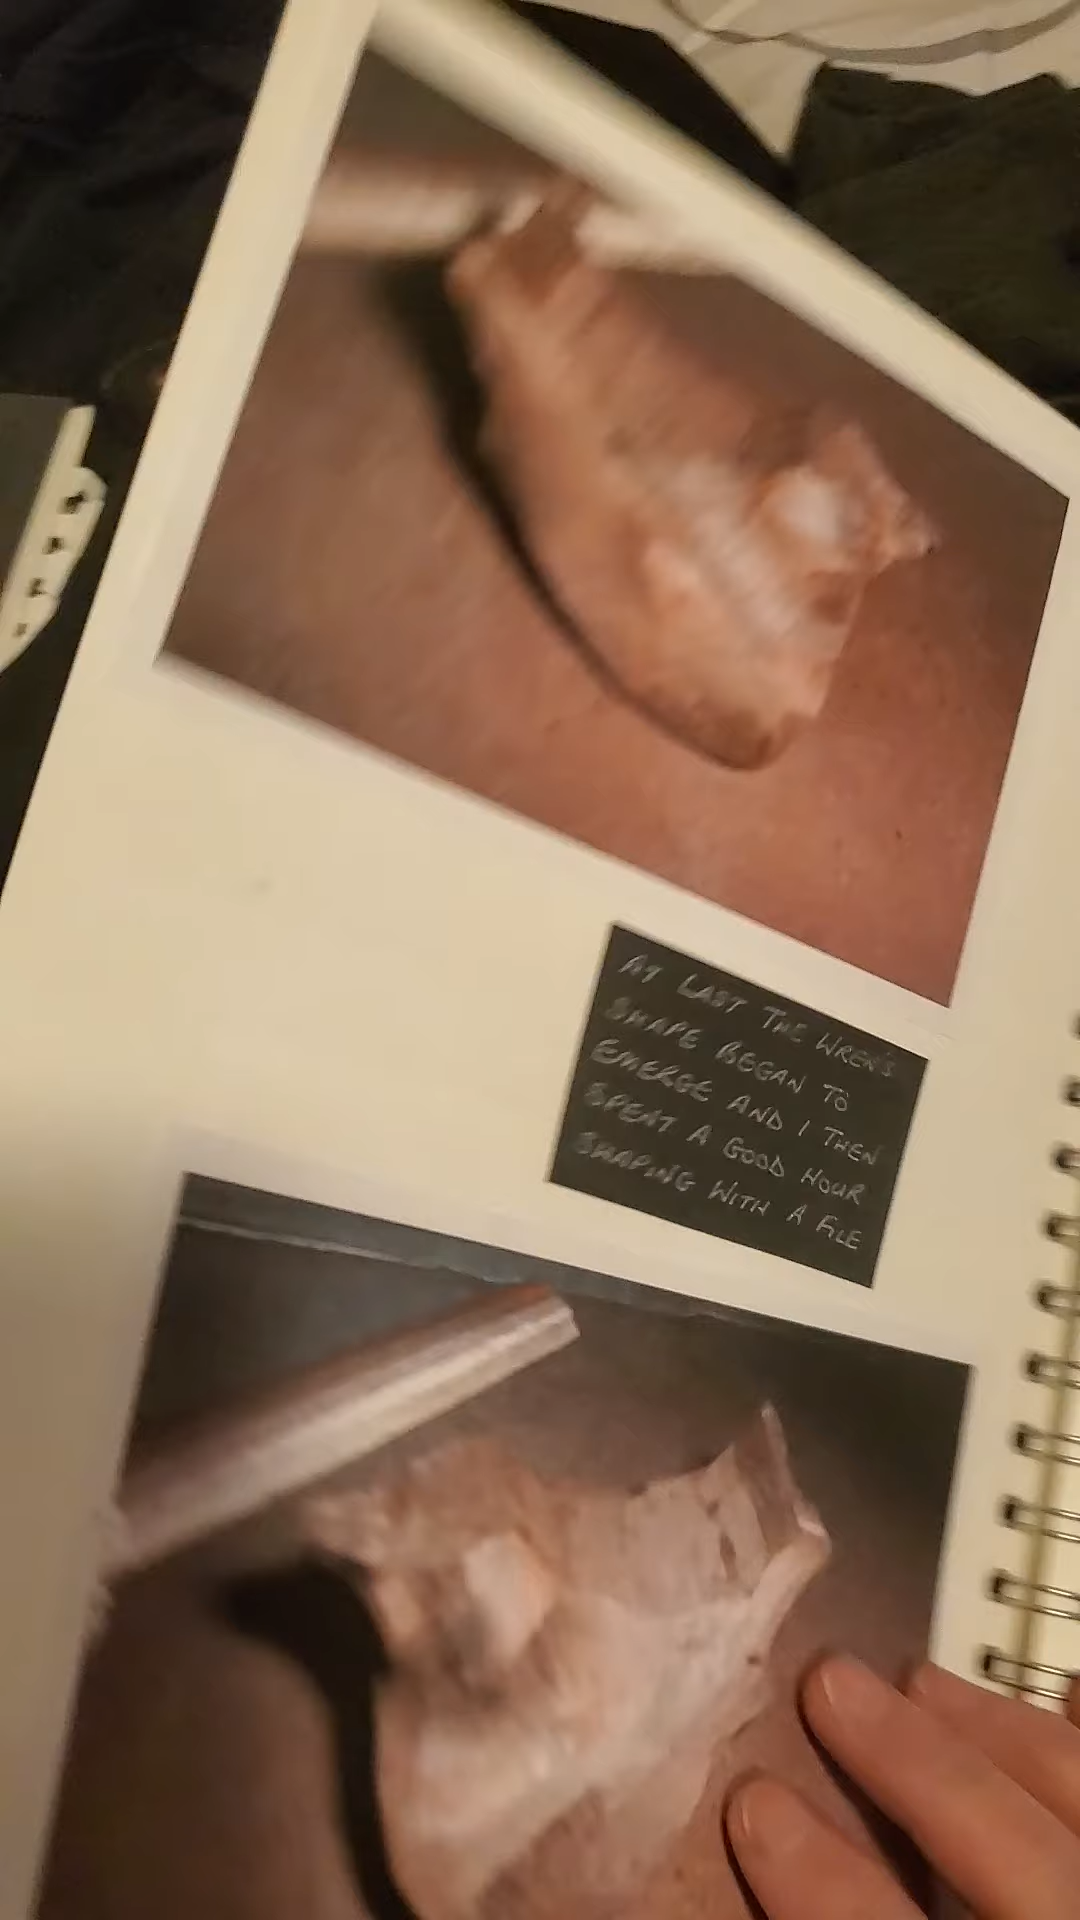 AT LAST THE WREN'S
SHAPE BEGAN TO
EMERGE AND I THEN
SPENT A GOOD HOUR
SHAPING WITH A FILE